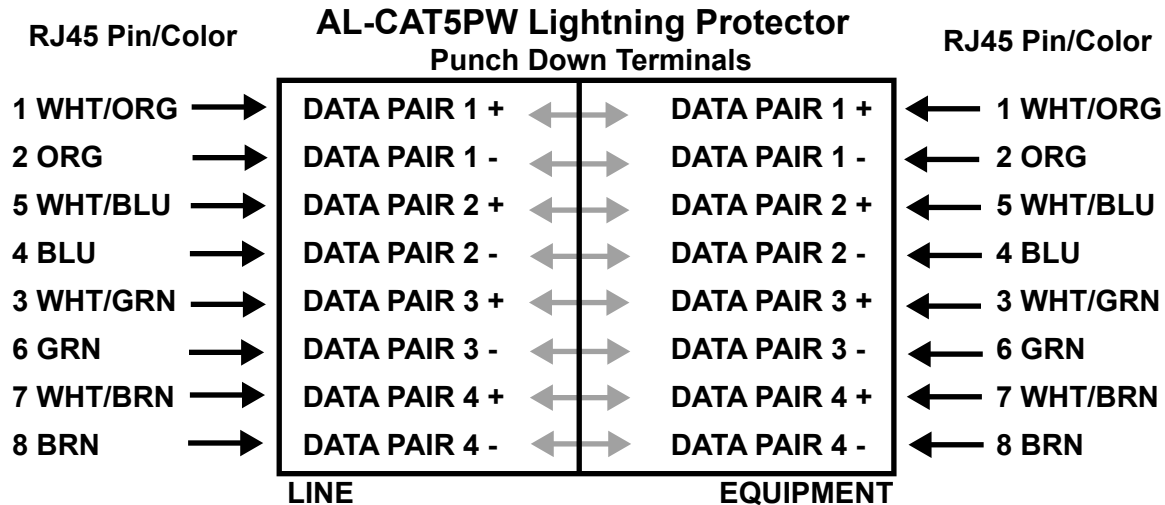 AL-CAT5PW Lightning Protector
RJ45 Pin/Color Punch Down Terminals RJ45 Pin/Color
1 WHT/ORG DATA PAIR 1 + DATA PAIR 1 + 1 WHT/ORG
2 ORG DATA PAIR 1 - DATA PAIR 1 - 2 ORG
5 WHT/BLU DATA PAIR 2 + DATA PAIR 2 + 5 WHT/BLU
4 BLU DATA PAIR 2 - DATA PAIR 2 - 4 BLU
3 WHT/GRN DATA PAIR 3 + DATA PAIR 3 + 3 WHT/GRN
6 GRN DATA PAIR 3 - DATA PAIR 3 - 6 GRN
7 WHT/BRN DATA PAIR 4 + DATA PAIR 4 + 7 WHT/BRN
8 BRN DATA PAIR 4 - DATA PAIR 4 - 8 BRN
LINE EQUIPMENT